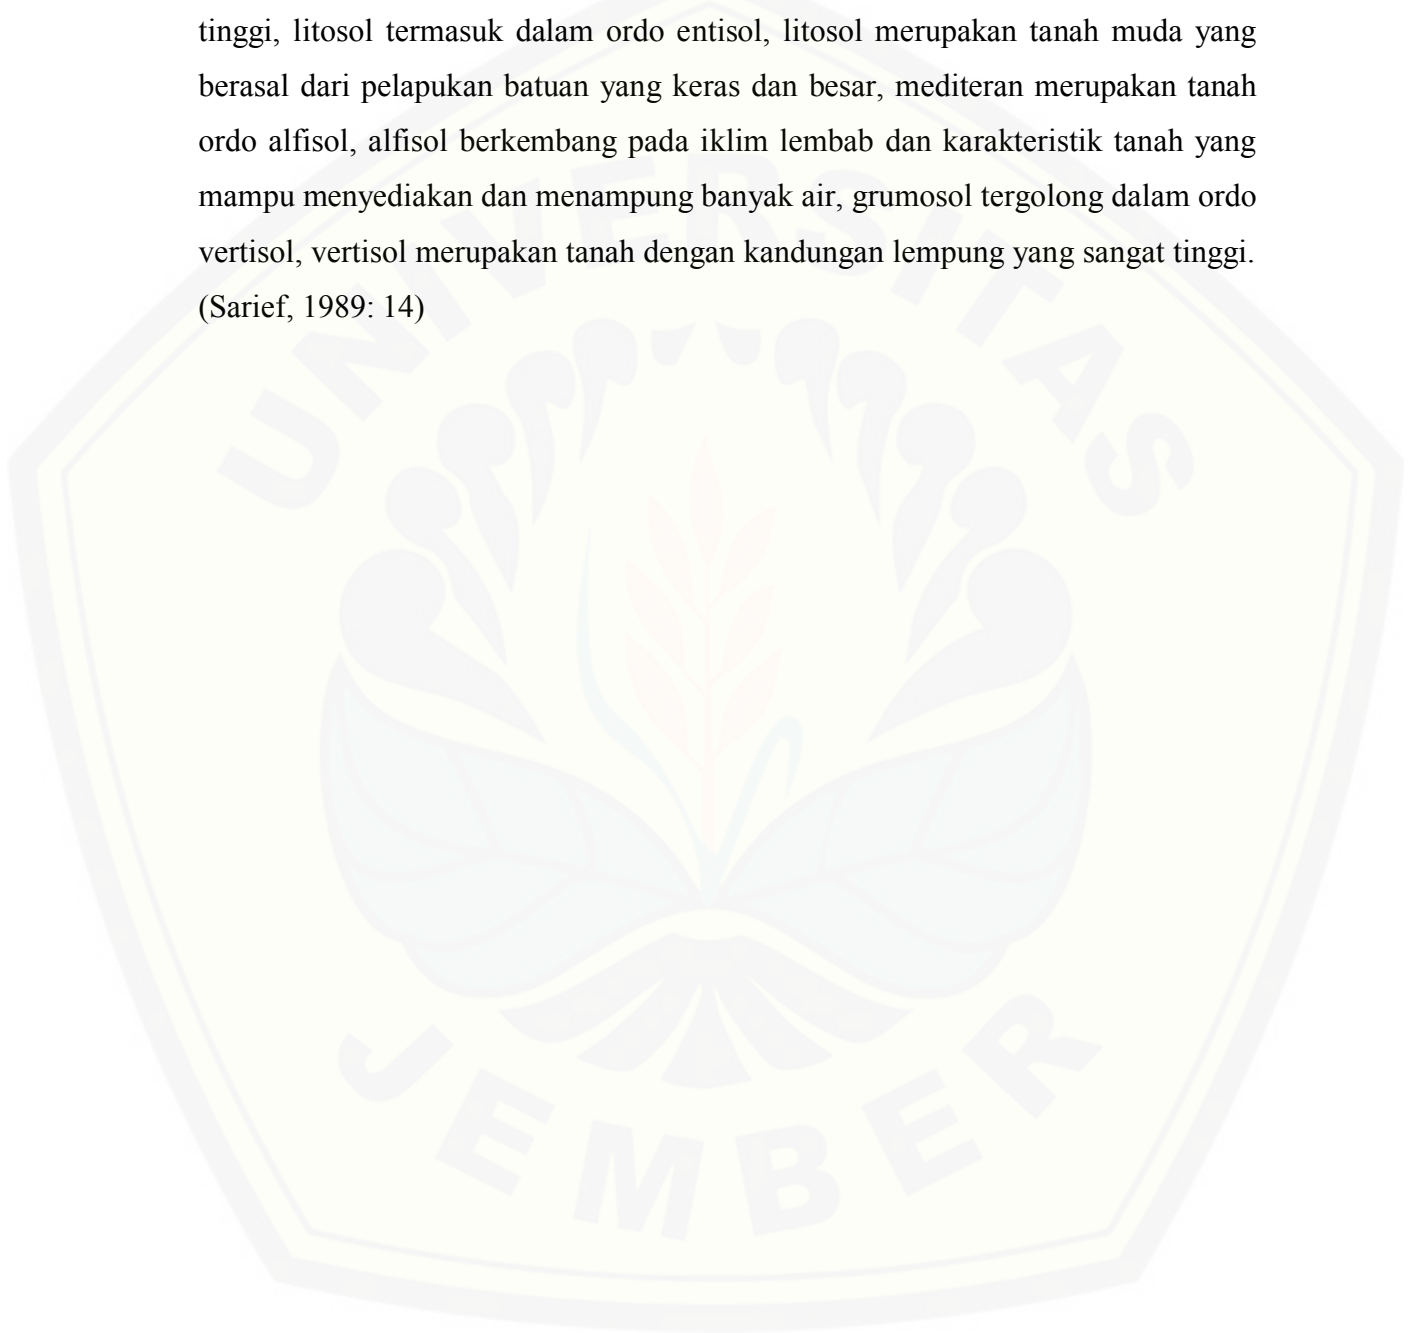 tinggi, litosol termasuk dalam ordo entisol, litosol merupakan tanah muda yang
berasal dari pelapukan batuan yang keras dan besar, mediteran merupakan tanah
ordo alfisol, alfisol berkembang pada iklim lembab dan karakteristik tanah yang
mampu menyediakan dan menampung banyak air, grumosol tergolong dalam ordo
vertisol, vertisol merupakan tanah dengan kandungan lempung yang sangat tinggi.
(Sarief, 1989: 14)
UNIVERSITAS
JEMBER